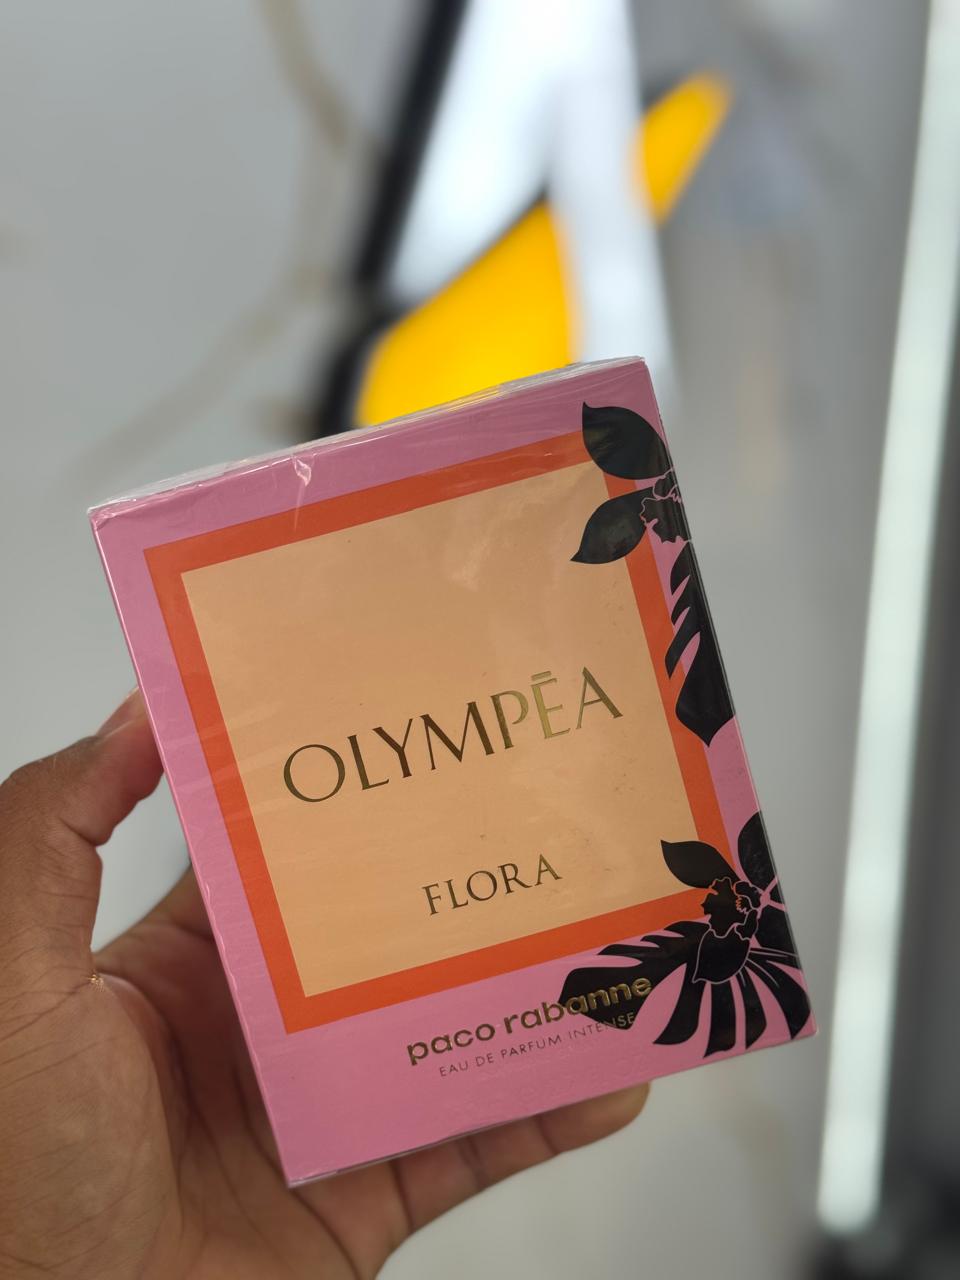 OLYMPĒA
FLORA
paco rabanne
EAU DE PARFUM INTENSE